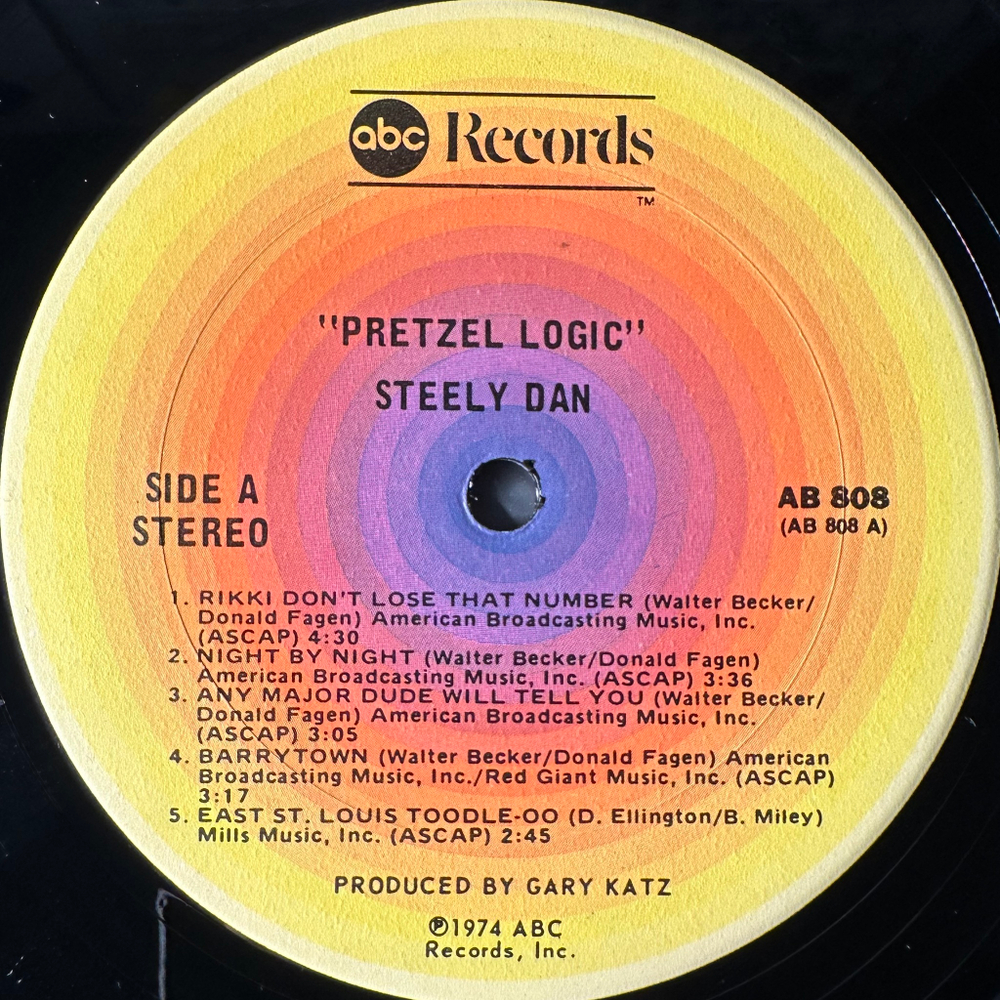 abc Records
TM
"PRETZEL LOGIC"
STEELY DAN
SIDE A
STEREO
AB 808
(AB 808 A)
1. RIKKI DON'T LOSE THAT NUMBER (Walter Becker/
Donald Fagen) American Broadcasting Music, Inc.
(ASCAP) 4:30
2. NIGHT BY NIGHT (Walter Becker/Donald Fagen)
American Broadcasting Music, Inc. (ASCAP) 3:36
3. ANY MAJOR DUDE WILL TELL YOU (Walter Becker/
Donald Fagen) American Broadcasting Music, Inc.
(ASCAP) 3:05
4. BARRYTOWN (Walter Becker/Donald Fagen) American
Broadcasting Music, Inc./Red Giant Music, Inc. (ASCAP)
3:17
5. EAST ST. LOUIS TOODLE-OO (D. Ellington/B. Miley)
Mills Music, Inc. (ASCAP) 2:45
PRODUCED BY GARY KATZ
℗1974 ABC
Records, Inc.